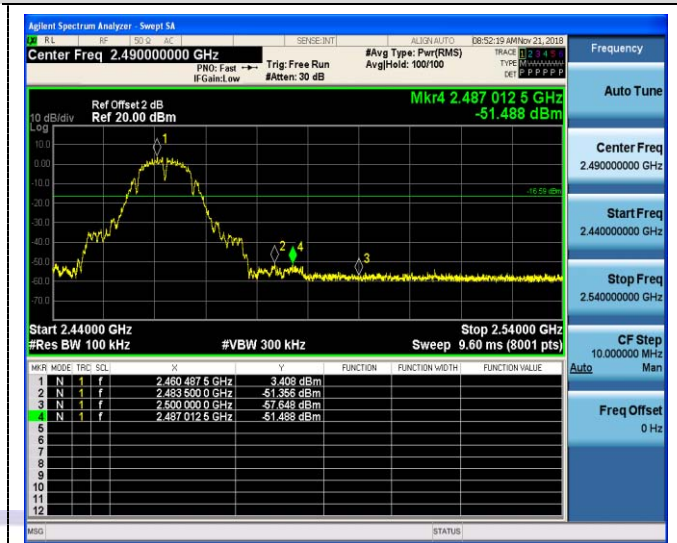 Agilent Spectrum Analyzer - Swept SA
RL RF 50 Ω AC SENSE:INT ALIGN AUTO 08:52:19 AM Nov 21, 2018
Center Freq 2.490000000 GHz #Avg Type: Pwr(RMS) TRACE 1 2 3 4 5 6 Frequency
PNO: Fast Trig: Free Run Avg|Hold: 100/100 TYPE M
IFGain:Low #Atten: 30 dB DET P P P P P P
Auto Tune
Ref Offset 2 dB Mkr4 2.487 012 5 GHz
10 dB/div Ref 20.00 dBm -51.488 dBm
Log
10.0
0.00
-10.0
-20.0
-30.0
-40.0
-50.0
-60.0
-70.0
1
-16.59 dBm
2 4
3
Start 2.44000 GHz Stop 2.54000 GHz
#Res BW 100 kHz #VBW 300 kHz Sweep 9.60 ms (8001 pts)
MKR MODE TRC SCL X Y FUNCTION FUNCTION WIDTH FUNCTION VALUE
1 N 1 f 2.460 487 5 GHz 3.408 dBm
2 N 1 f 2.483 500 0 GHz -51.356 dBm
3 N 1 f 2.500 000 0 GHz -57.648 dBm
4 N 1 f 2.487 012 5 GHz -51.488 dBm
5
6
7
8
9
10
11
12
Center Freq
2.490000000 GHz
Start Freq
2.440000000 GHz
Stop Freq
2.540000000 GHz
CF Step
10.000000 MHz
Auto Man
Freq Offset
0 Hz
MSG STATUS